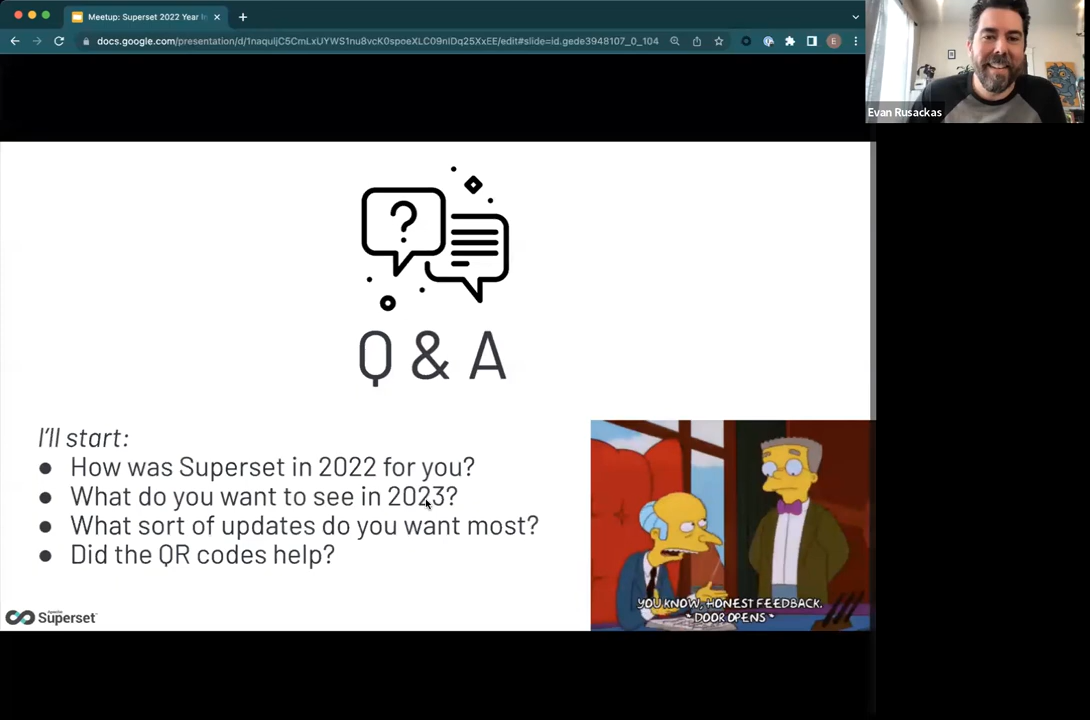 Meetup: Superset 2022 Year I
docs.google.com/presentation/d/1naquIjC5CmLxUYWS1nu8vcK0spoeXLC09nIDq25XxEE/edit#slide=id.gede3948107_0_104
E
Evan Rusackas
?
Q & A
I'll start:
● How was Superset in 2022 for you?
● What do you want to see in 2023?
● What sort of updates do you want most?
● Did the QR codes help?
YOU KNOW, HONEST FEEDBACK.
*DOOR OPENS*
Superset